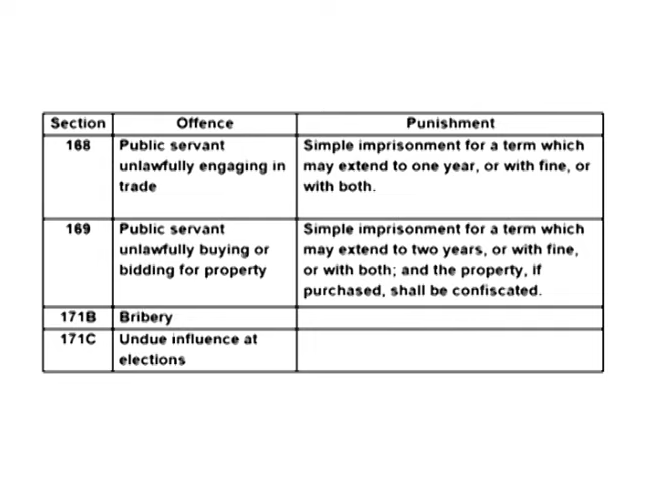 Section Offence Punishment
168 Public servant Simple imprisonment for a term which
unlawfully engaging in may extend to one year, or with fine, or
trade with both.
169 Public servant Simple imprisonment for a term which
unlawfully buying or may extend to two years, or with fine,
bidding for property or with both; and the property, if
purchased, shall be confiscated.
171B Bribery
171C Undue influence at
elections